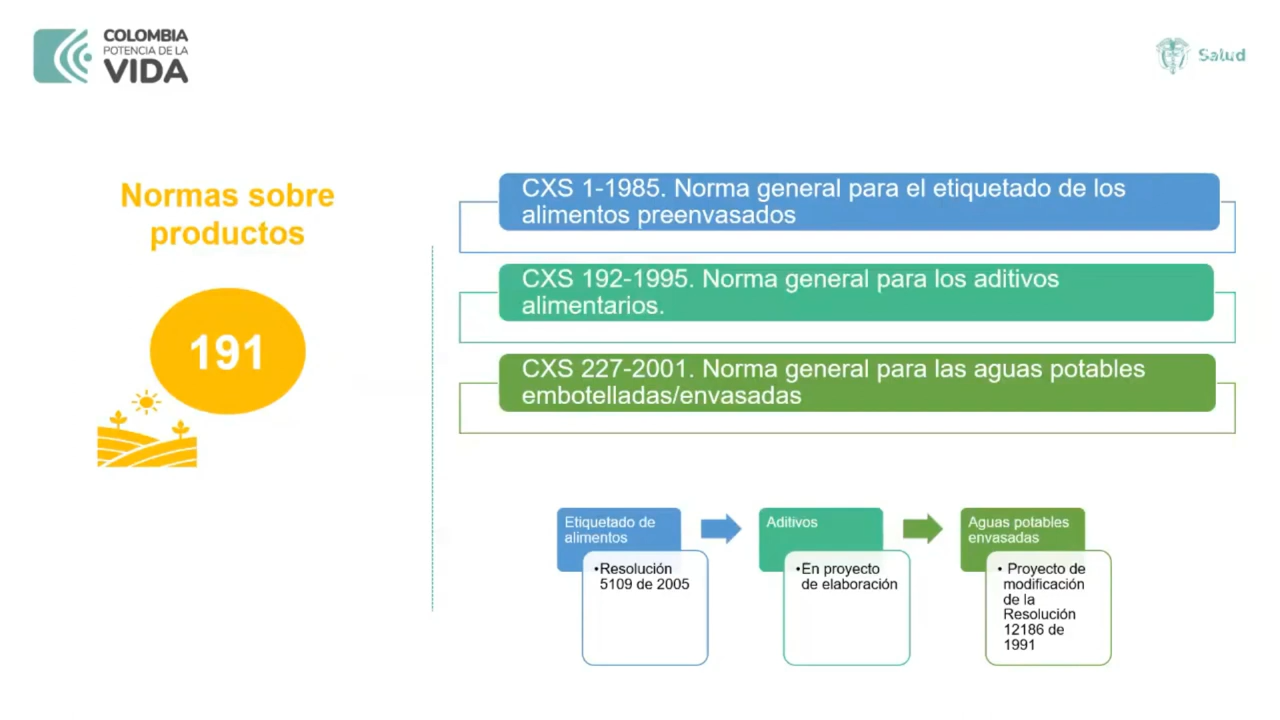 COLOMBIA
POTENCIA DE LA
VIDA
Salud
Normas sobre
productos
191
CXS 1-1985. Norma general para el etiquetado de los
alimentos preenvasados
CXS 192-1995. Norma general para los aditivos
alimentarios.
CXS 227-2001. Norma general para las aguas potables
embotelladas/envasadas
Etiquetado de
alimentos
•Resolución
5109 de 2005
Aditivos
•En proyecto
de elaboración
Aguas potables
envasadas
• Proyecto de
modificación
de la
Resolución
12186 de
1991